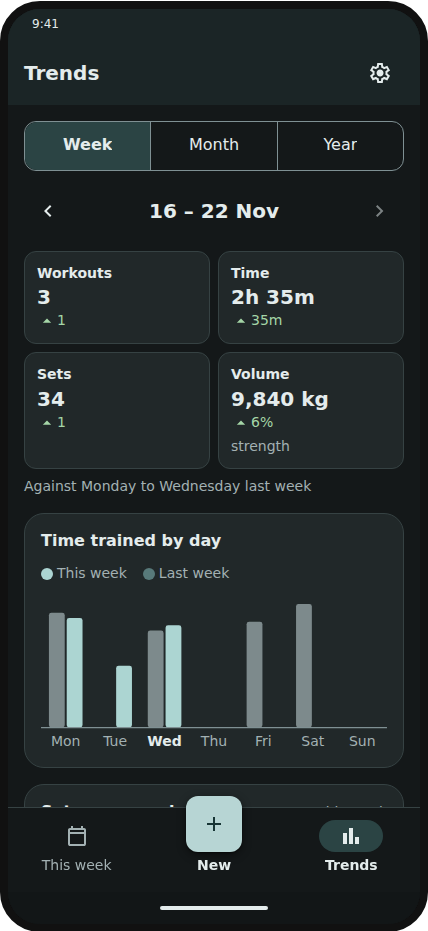 9:41
Trends
Week Month Year
16 – 22 Nov
Workouts
3
1
Time
2h 35m
35m
Sets
34
1
Volume
9,840 kg
6%
strength
Against Monday to Wednesday last week
Time trained by day
This week Last week
Mon Tue Wed Thu Fri Sat Sun
This week New Trends